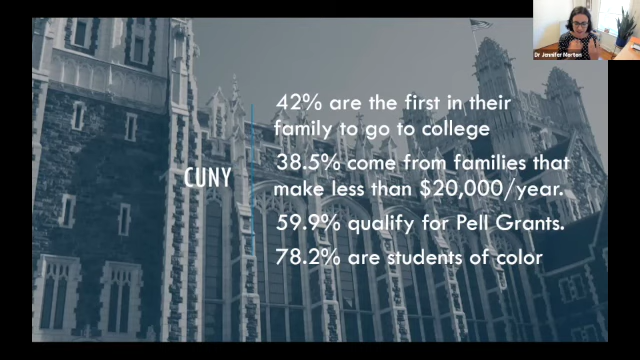 CUNY
42% are the first in their
family to go to college
38.5% come from families that
make less than $20,000/year.
59.9% qualify for Pell Grants.
78.2% are students of color
Dr Jennifer Morton